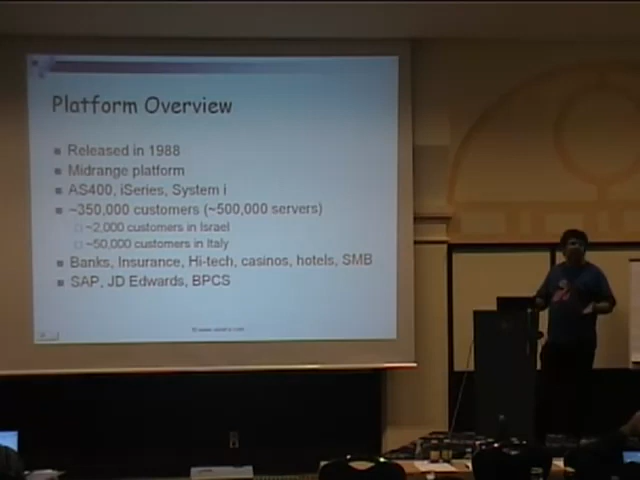 Platform Overview
Released in 1988
Midrange platform
AS400, iSeries, System i
~350,000 customers (~500,000 servers)
~2,000 customers in Israel
~50,000 customers in Italy
Banks, Insurance, Hi-tech, casinos, hotels, SMB
SAP, JD Edwards, BPCS